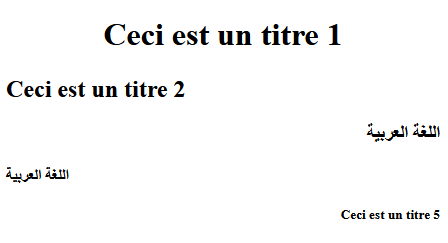 Ceci est un titre 1
Ceci est un titre 2
اللغة العربية
اللغة العربية
Ceci est un titre 5